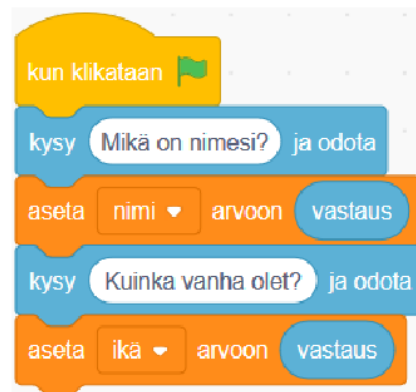 kun klikataan
kysy Mikä on nimesi? ja odota
aseta nimi arvoon vastaus
kysy Kuinka vanha olet? ja odota
aseta ikä arvoon vastaus